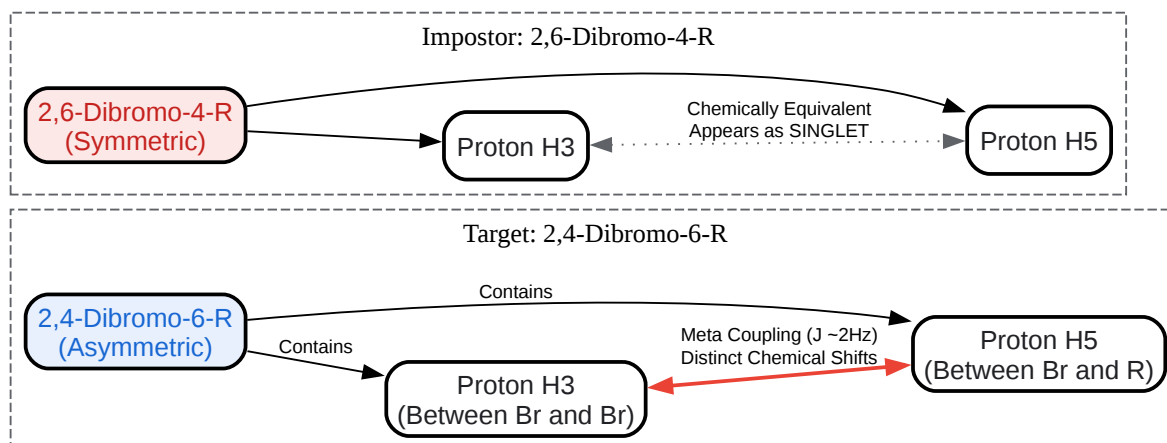 Impostor: 2,6-Dibromo-4-R
2,6-Dibromo-4-R
(Symmetric)
Chemically Equivalent
Appears as SINGLET
Proton H3
Proton H5
Target: 2,4-Dibromo-6-R
Contains
2,4-Dibromo-6-R
(Asymmetric)
Contains
Meta Coupling (J ~2Hz)
Distinct Chemical Shifts
Proton H5
(Between Br and R)
Proton H3
(Between Br and Br)